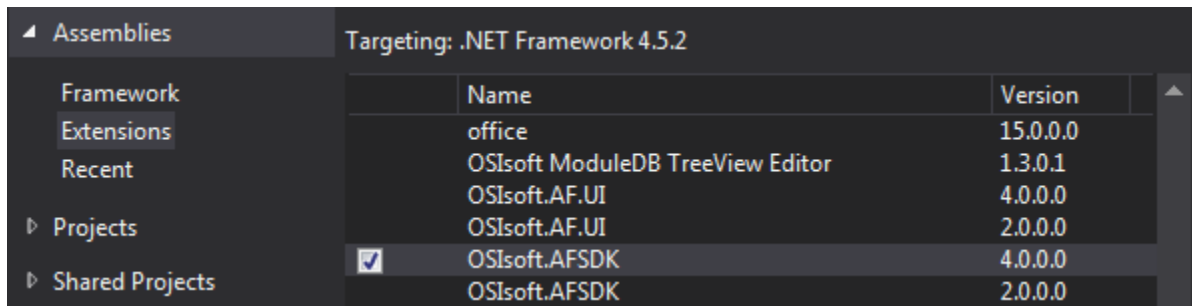 Assemblies
Framework
Extensions
Recent
Projects
Shared Projects
Targeting: .NET Framework 4.5.2
Name Version
office 15.0.0.0
OSIsoft ModuleDB TreeView Editor 1.3.0.1
OSIsoft.AF.UI 4.0.0.0
OSIsoft.AF.UI 2.0.0.0
OSIsoft.AFSDK 4.0.0.0
OSIsoft.AFSDK 2.0.0.0